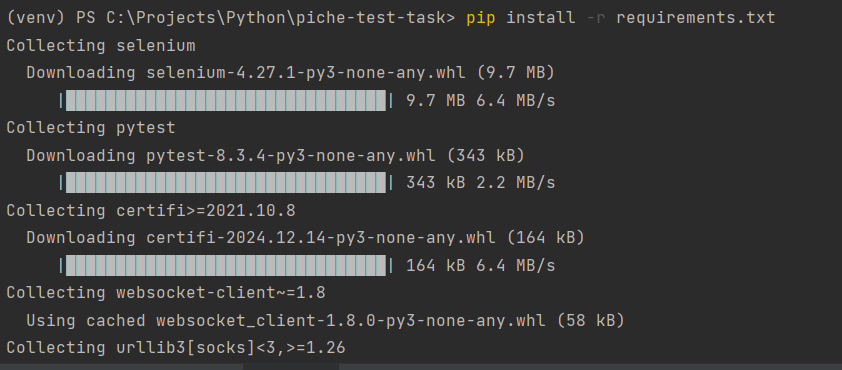 (venv) PS C:\Projects\Python\piche-test-task> pip install -r requirements.txt
Collecting selenium
Downloading selenium-4.27.1-py3-none-any.whl (9.7 MB)
|████████████████████████████████| 9.7 MB 6.4 MB/s
Collecting pytest
Downloading pytest-8.3.4-py3-none-any.whl (343 kB)
|████████████████████████████████| 343 kB 2.2 MB/s
Collecting certifi>=2021.10.8
Downloading certifi-2024.12.14-py3-none-any.whl (164 kB)
|████████████████████████████████| 164 kB 6.4 MB/s
Collecting websocket-client~=1.8
Using cached websocket_client-1.8.0-py3-none-any.whl (58 kB)
Collecting urllib3[socks]<3,>=1.26